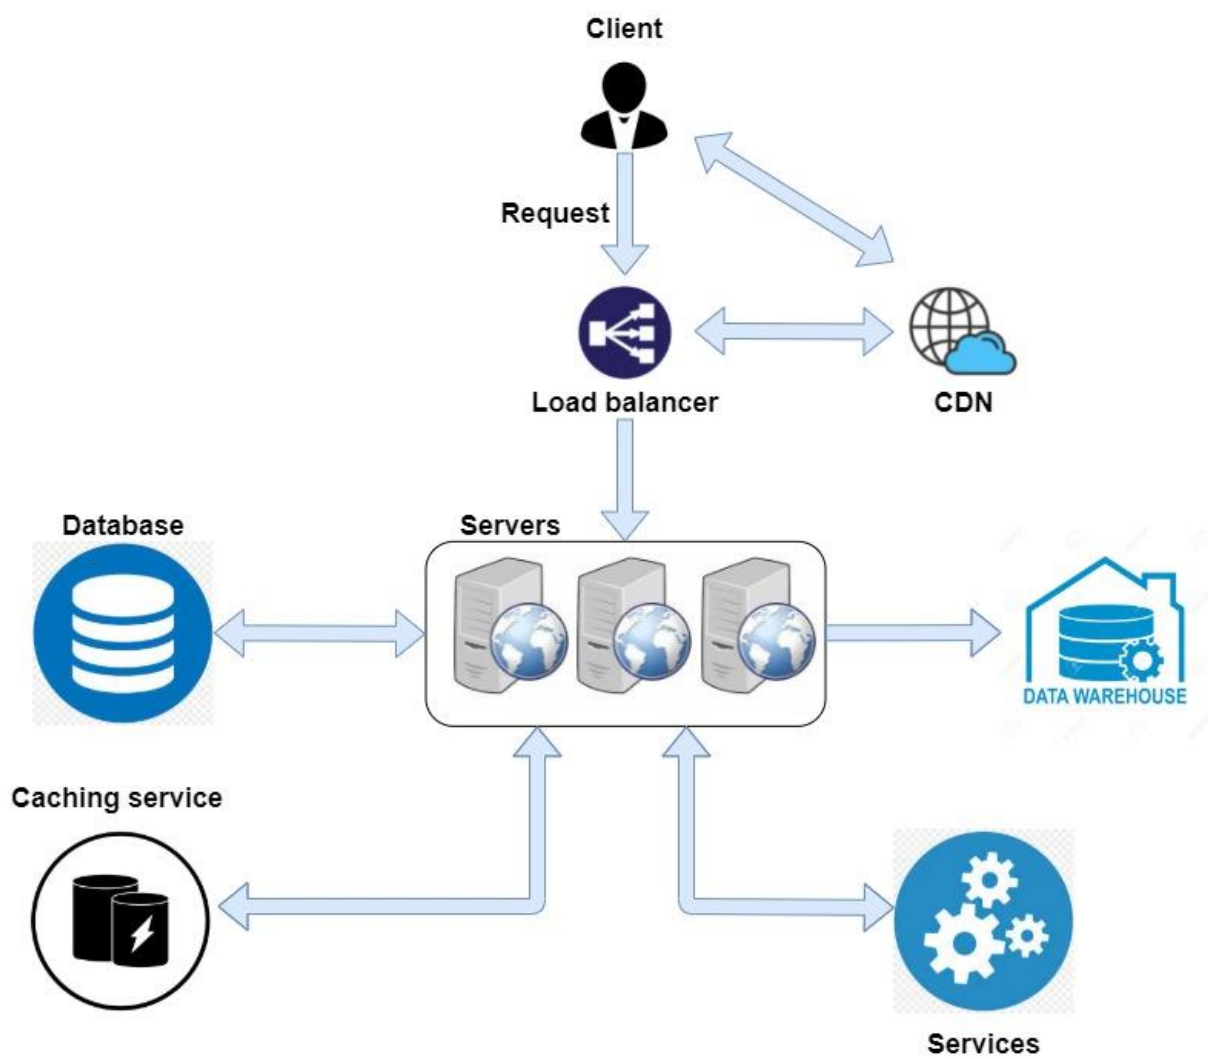 Client
Request
Load balancer
CDN
Database
Servers
DATA WAREHOUSE
Caching service
Services